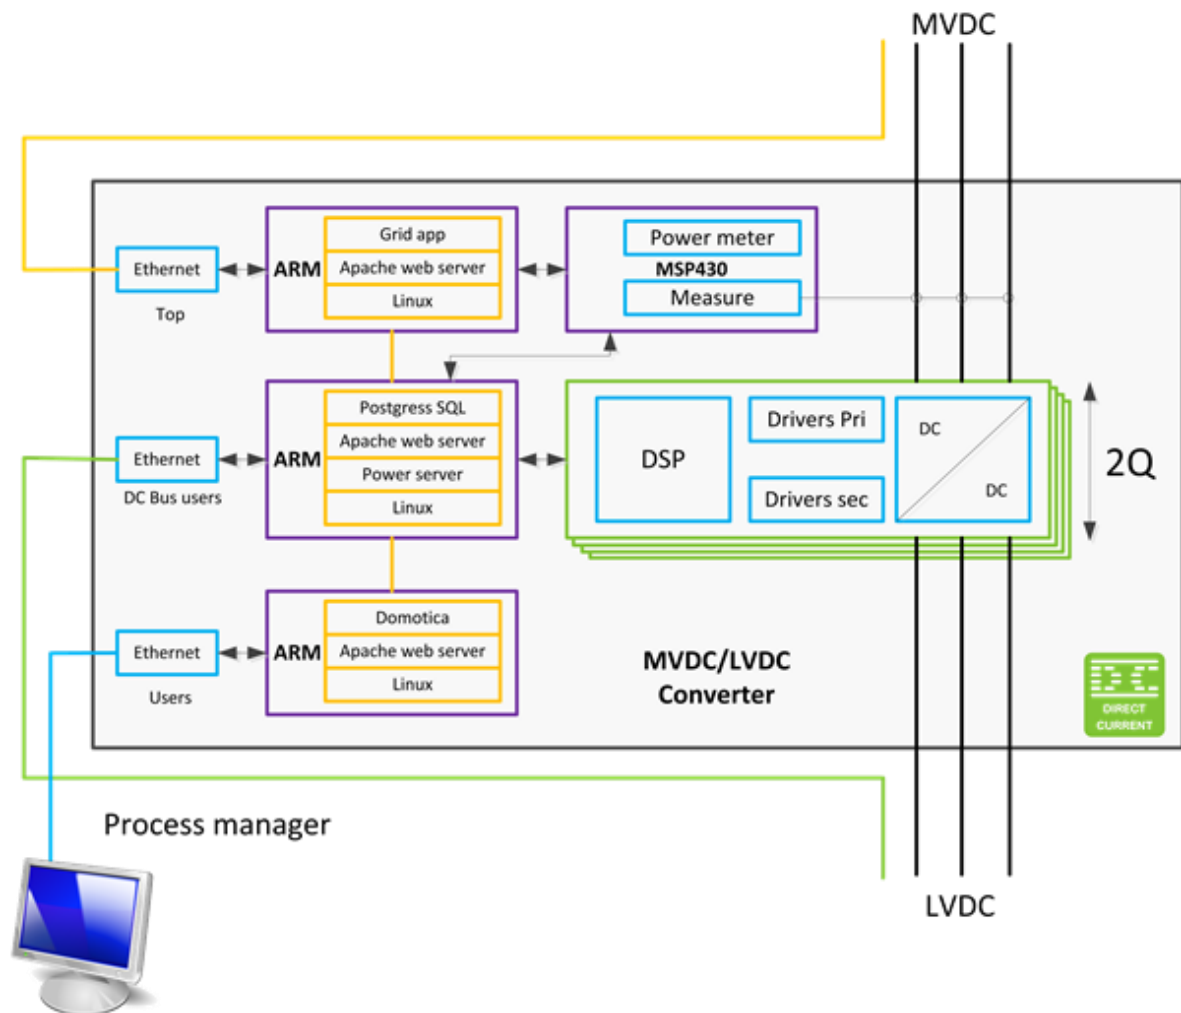 MVDC
Grid app
Ethernet
ARM
Apache web server
Linux
Top
Power meter
MSP430
Measure
Postgress SQL
Ethernet
ARM
Apache web server
Power server
Linux
DC Bus users
DSP
Drivers Pri
Drivers sec
DC
DC
2Q
Domotica
Ethernet
ARM
Apache web server
Linux
Users
MVDC/LVDC
Converter
DC
DIRECT
CURRENT
Process manager
LVDC